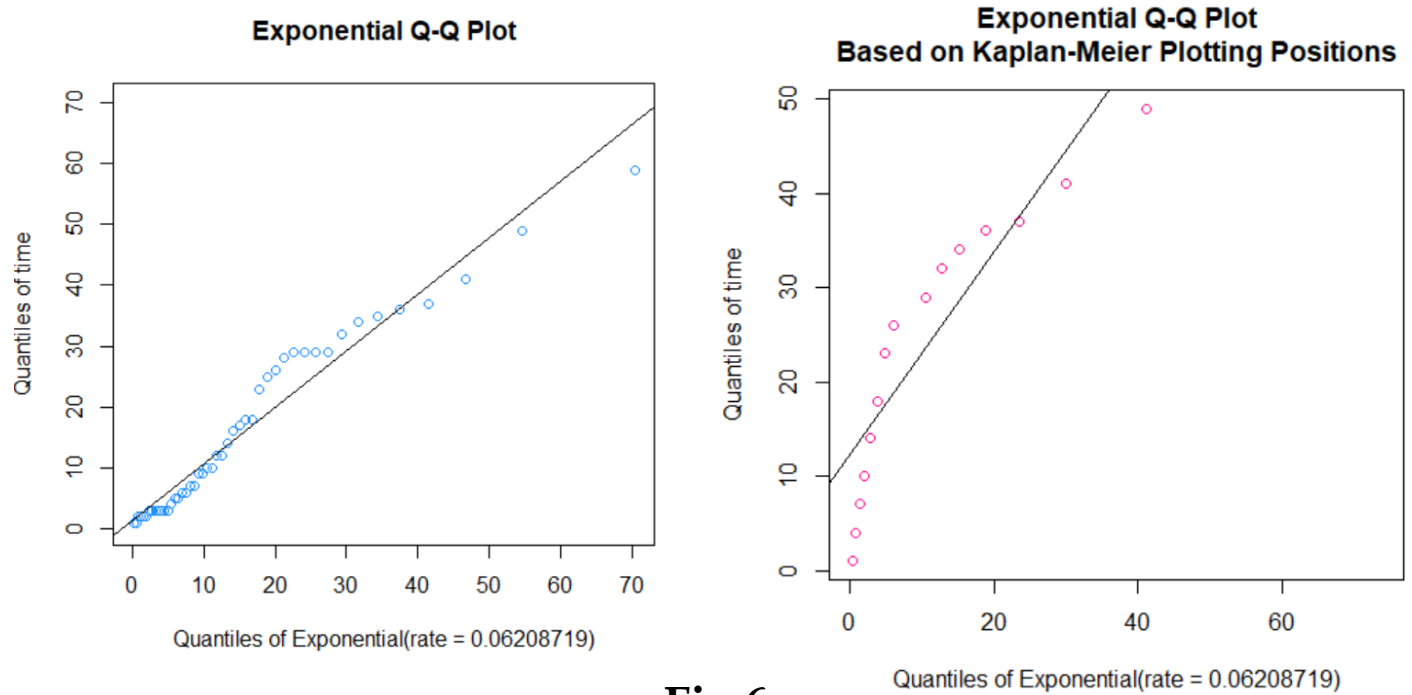 Exponential Q-Q Plot
Quantiles of time
70
60
50
40
30
20
10
0
0 10 20 30 40 50 60 70
Quantiles of Exponential(rate = 0.06208719)
Exponential Q-Q Plot
Based on Kaplan-Meier Plotting Positions
Quantiles of time
50
40
30
20
10
0
0 20 40 60
Quantiles of Exponential(rate = 0.06208719)